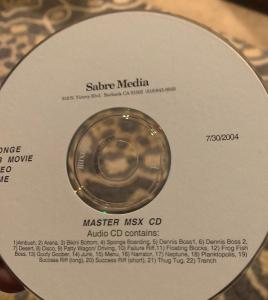 Sabre Media
Burbank CA
7/30/2004
ONGE
B MOVIE
EO
ME
MASTER MSX CD
Audio CD contains:
1)Ambush, 2) Arena, 3) Bikini Bottom, 4) Sponge Boarding, 5) Dennis Boss1, 6) Dennis Boss 2,
7) Desert, 8) Disco, 9) Patty Wagon/ Driving, 10) Failure Riff,11) Floating Blocks, 12) Frog Fish
Boss, 13) Goofy Goober, 14) Junk, 15) Menu, 16) Narrator, 17) Neptune, 18) Planktopolis, 19)
Success Riff (long), 20) Success Riff (short), 21) Thug Tug, 22) Trench